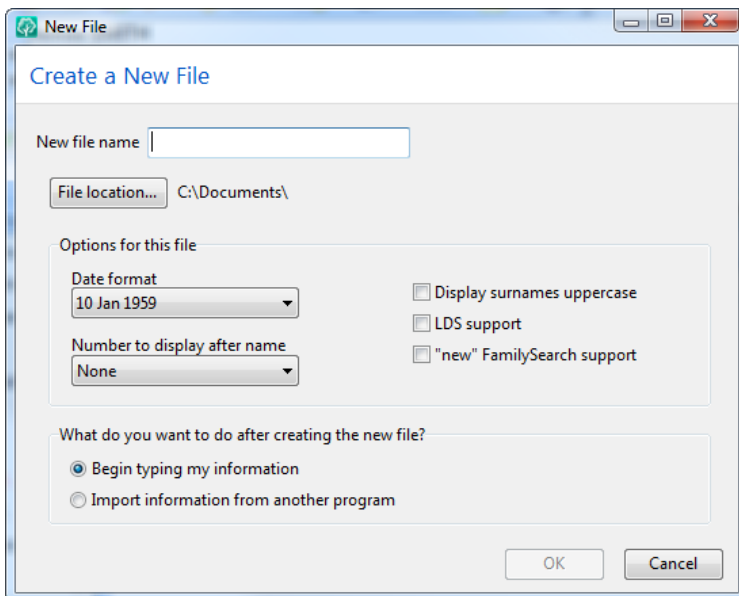 New File
Create a New File
New file name
File location... C:\Documents\
Options for this file
Date format
10 Jan 1959
Number to display after name
None
Display surnames uppercase
LDS support
"new" FamilySearch support
What do you want to do after creating the new file?
Begin typing my information
Import information from another program
OK Cancel